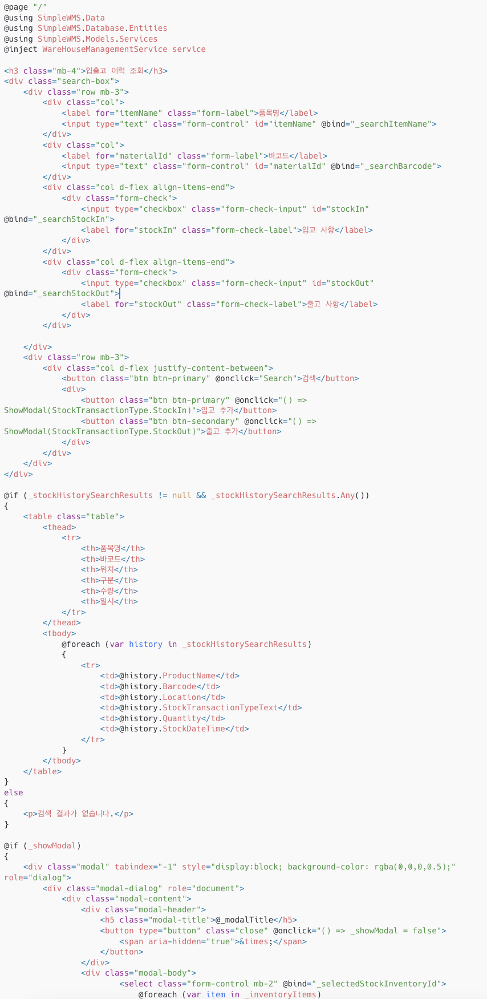 @page "/"
@using SimpleWMS.Data
@using SimpleWMS.Database.Entities
@using SimpleWMS.Models.Services
@inject WareHouseManagementService service

<h3 class="mb-4">입출고 이력 조회</h3>
<div class="search-box">
    <div class="row mb-3">
        <div class="col">
            <label for="itemName" class="form-label">품목명</label>
            <input type="text" class="form-control" id="itemName" @bind="_searchItemName">
        </div>
        <div class="col">
            <label for="materialId" class="form-label">바코드</label>
            <input type="text" class="form-control" id="materialId" @bind="_searchBarcode">
        </div>
        <div class="col d-flex align-items-end">
            <div class="form-check">
                <input type="checkbox" class="form-check-input" id="stockIn"
@bind="_searchStockIn">
                <label for="stockIn" class="form-check-label">입고 사항</label>
            </div>
        </div>
        <div class="col d-flex align-items-end">
            <div class="form-check">
                <input type="checkbox" class="form-check-input" id="stockOut"
@bind="_searchStockOut">
                <label for="stockOut" class="form-check-label">출고 사항</label>
            </div>
        </div>

    </div>
    <div class="row mb-3">
        <div class="col d-flex justify-content-between">
            <button class="btn btn-primary" @onclick="Search">검색</button>
            <div>
                <button class="btn btn-primary" @onclick="() =>
ShowModal(StockTransactionType.StockIn)">입고 추가</button>
                <button class="btn btn-secondary" @onclick="() =>
ShowModal(StockTransactionType.StockOut)">출고 추가</button>
            </div>
        </div>
    </div>
</div>

@if (_stockHistorySearchResults != null && _stockHistorySearchResults.Any())
{
    <table class="table">
        <thead>
            <tr>
                <th>품목명</th>
                <th>바코드</th>
                <th>위치</th>
                <th>구분</th>
                <th>수량</th>
                <th>일시</th>
            </tr>
        </thead>
        <tbody>
            @foreach (var history in _stockHistorySearchResults)
            {
                <tr>
                    <td>@history.ProductName</td>
                    <td>@history.Barcode</td>
                    <td>@history.Location</td>
                    <td>@history.StockTransactionTypeText</td>
                    <td>@history.Quantity</td>
                    <td>@history.StockDateTime</td>
                </tr>
            }
        </tbody>
    </table>
}
else
{
    <p>검색 결과가 없습니다.</p>
}

@if (_showModal)
{
    <div class="modal" tabindex="-1" style="display:block; background-color: rgba(0,0,0,0.5);"
role="dialog">
        <div class="modal-dialog" role="document">
            <div class="modal-content">
                <div class="modal-header">
                    <h5 class="modal-title">@_modalTitle</h5>
                    <button type="button" class="close" @onclick="() => _showModal = false">
                        <span aria-hidden="true">&times;</span>
                    </button>
                </div>
                <div class="modal-body">
                        <select class="form-control mb-2" @bind="_selectedStockInventoryId">
                            @foreach (var item in _inventoryItems)